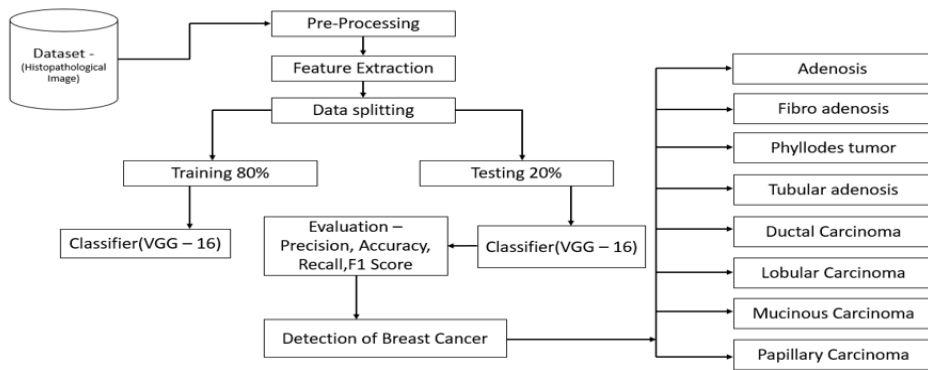 Dataset -
(Histopathological
Image)
Pre-Processing
Feature Extraction
Data splitting
Training 80%
Testing 20%
Classifier(VGG – 16)
Evaluation –
Precision, Accuracy,
Recall,F1 Score
Classifier(VGG – 16)
Detection of Breast Cancer
Adenosis
Fibro adenosis
Phyllodes tumor
Tubular adenosis
Ductal Carcinoma
Lobular Carcinoma
Mucinous Carcinoma
Papillary Carcinoma